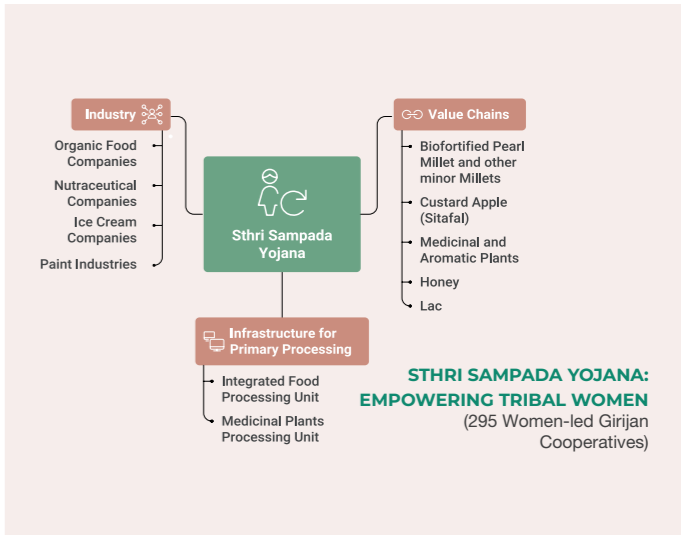 Industry
Organic Food
Companies
Nutraceutical
Companies
Ice Cream
Companies
Paint Industries
Sthri Sampada
Yojana
Value Chains
Biofortified Pearl
Millet and other
minor Millets
Custard Apple
(Sitafal)
Medicinal and
Aromatic Plants
Honey
Lac
Infrastructure for
Primary Processing
Integrated Food
Processing Unit
Medicinal Plants
Processing Unit
STHRI SAMPADA YOJANA:
EMPOWERING TRIBAL WOMEN
(295 Women-led Girijan
Cooperatives)